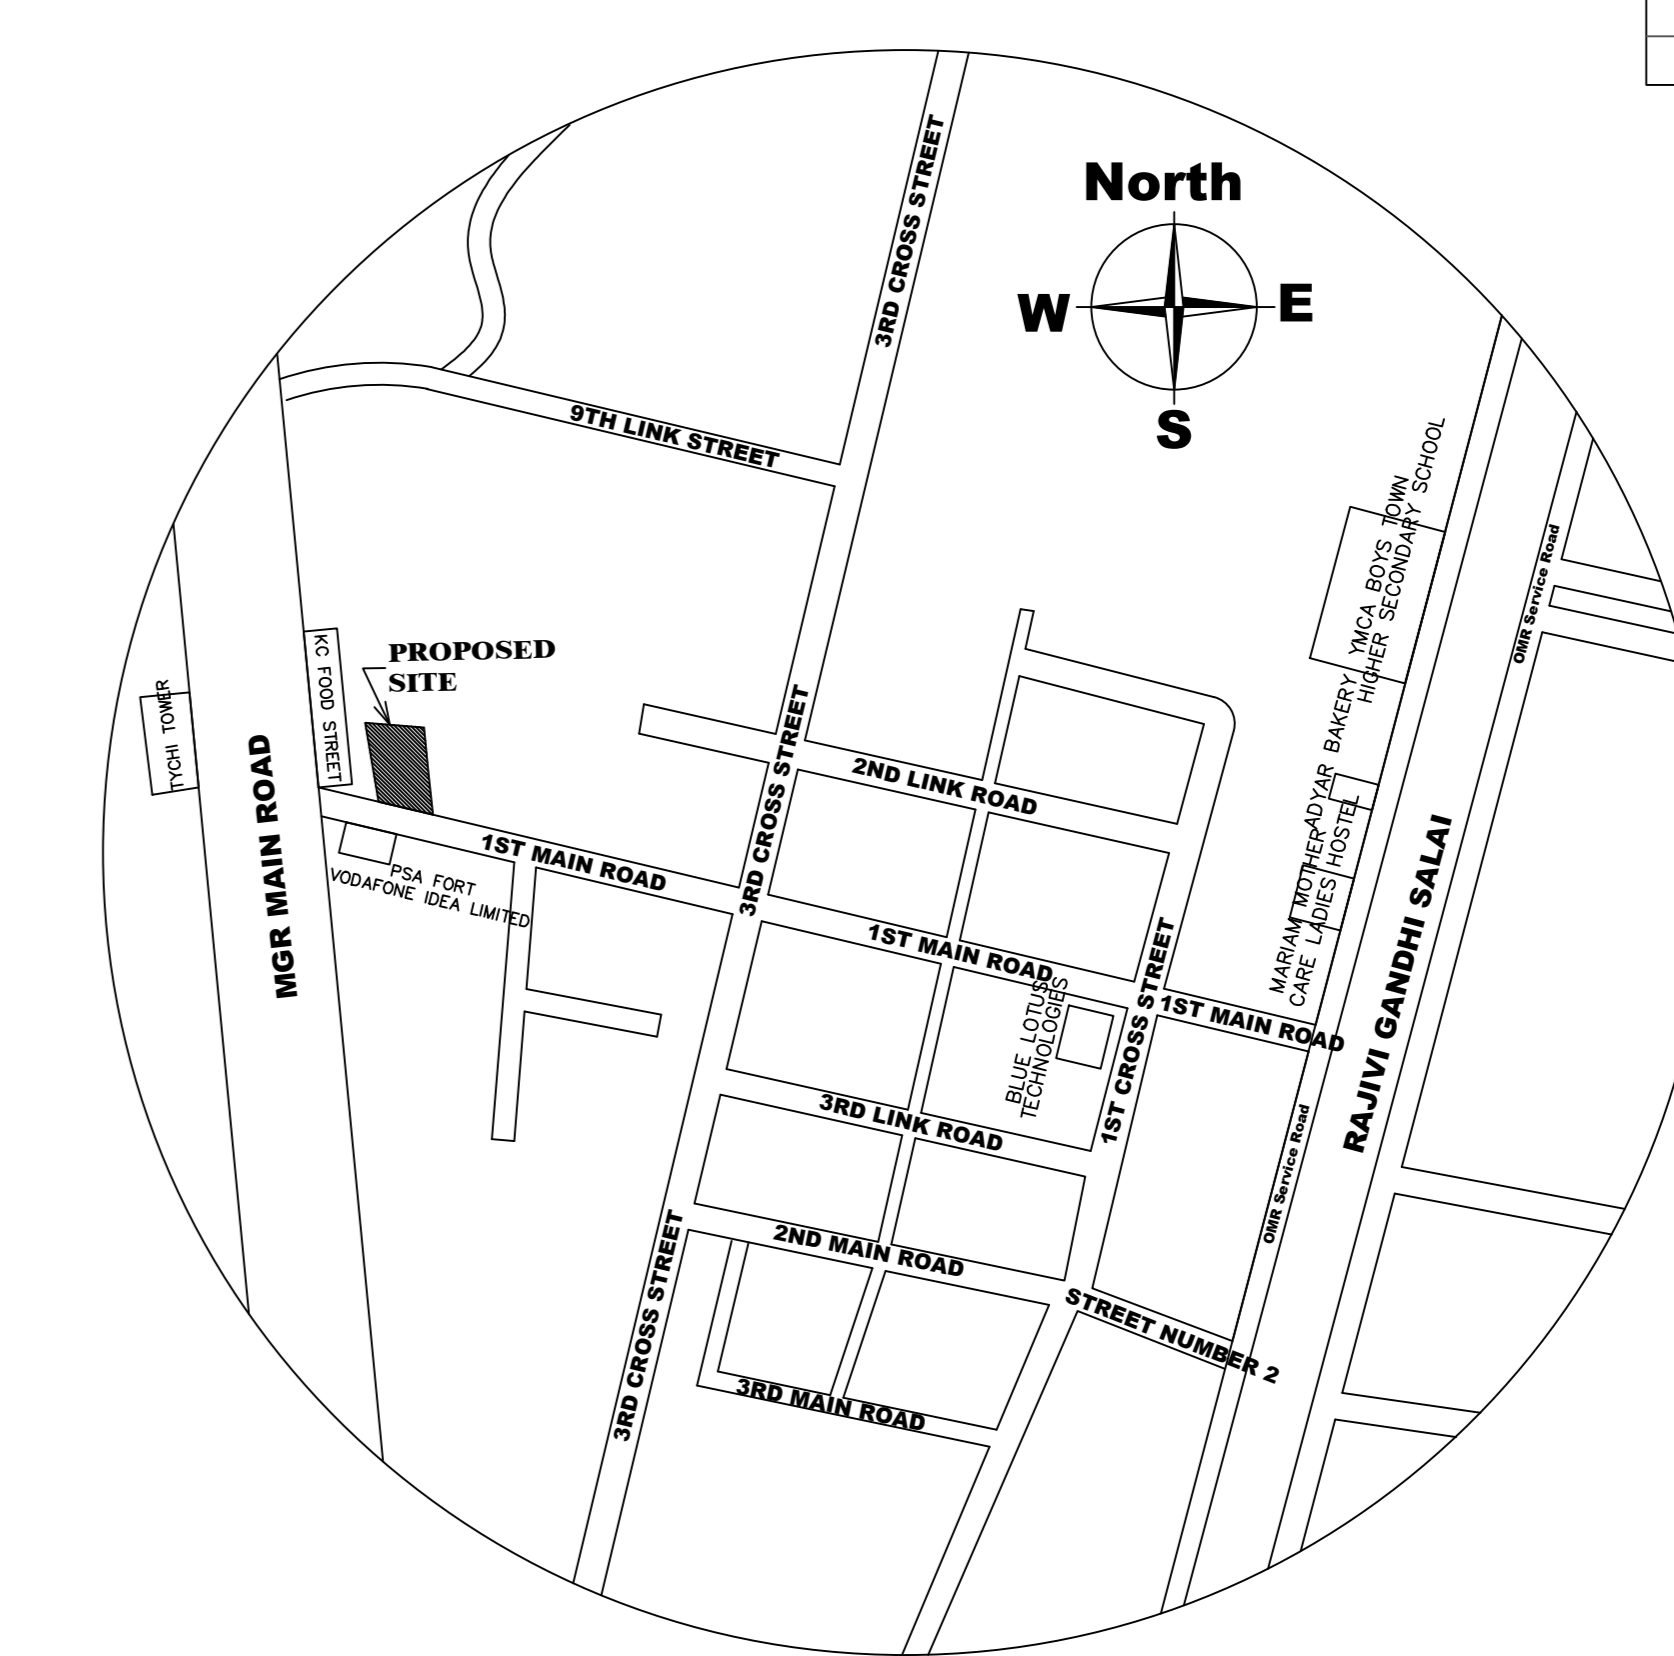 3RD CROSS STREET
North
W
E
S
9TH LINK STREET
YMCA BOYS TOWN
HIGHER SECONDARY SCHOOL
OMR Service Road
PROPOSED
SITE
KC FOOD STREET
TYCHI TOWER
MGR MAIN ROAD
3RD CROSS STREET
2ND LINK ROAD
ADYAR BAKERY
MARIAM MOTHER
CARE LADIES HOSTEL
RAJIVI GANDHI SALAI
1ST MAIN ROAD
PSA FORT
VODAFONE IDEA LIMITED
1ST MAIN ROAD
BLUE LOTUSS
TECHNOLOGIES
1ST CROSS STREET
1ST MAIN ROAD
3RD LINK ROAD
OMR Service Road
2ND MAIN ROAD
3RD CROSS STREET
STREET NUMBER 2
3RD MAIN ROAD